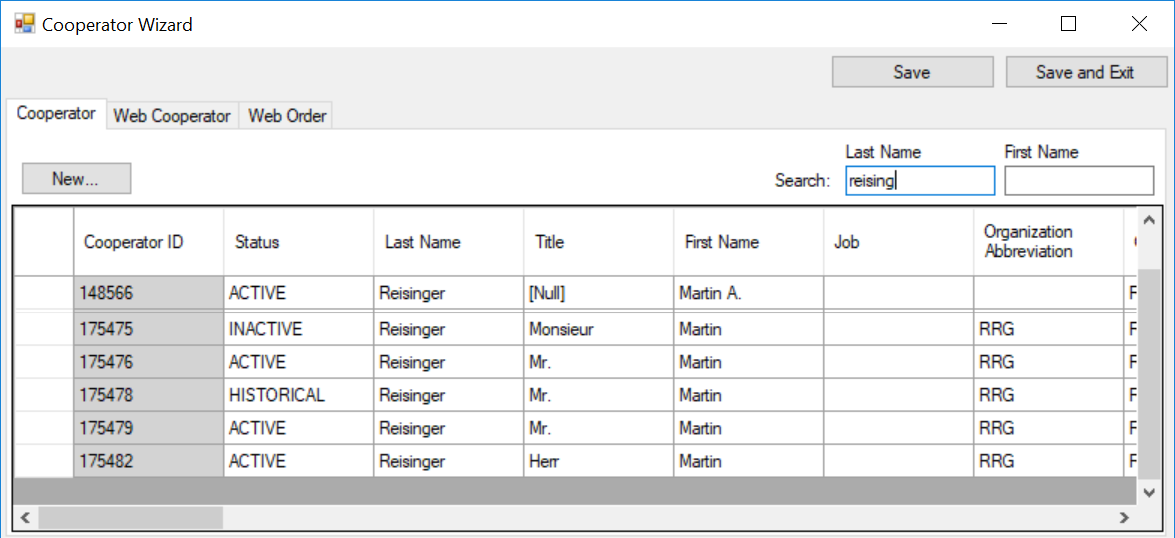 Cooperator Wizard
Save Save and Exit
Cooperator Web Cooperator Web Order
Last Name First Name
New... Search: reising
Cooperator ID Status Last Name Title First Name Job Organization Abbreviation
148566 ACTIVE Reisinger [Null] Martin A.
175475 INACTIVE Reisinger Monsieur Martin RRG
175476 ACTIVE Reisinger Mr. Martin RRG
175478 HISTORICAL Reisinger Mr. Martin RRG
175479 ACTIVE Reisinger Mr. Martin RRG
175482 ACTIVE Reisinger Herr Martin RRG